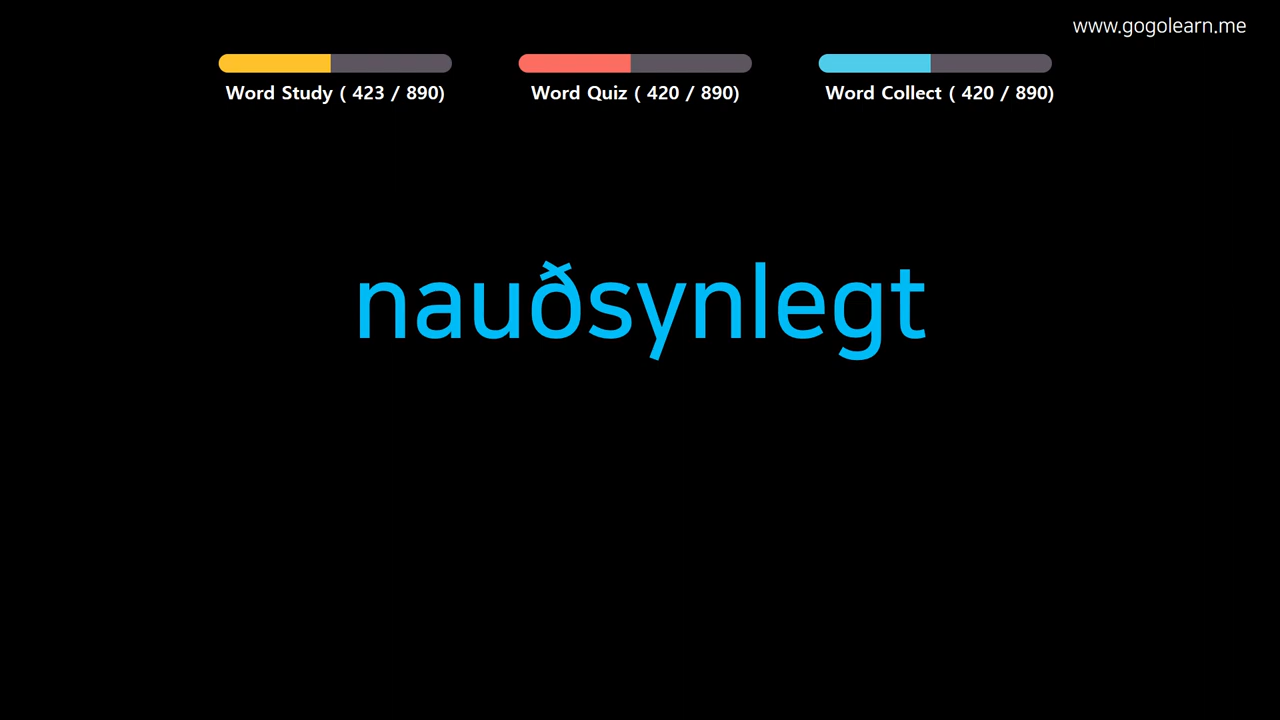 www.gogolearn.me
Word Study ( 423 / 890)
Word Quiz ( 420 / 890)
Word Collect ( 420 / 890)
nauðsynlegt